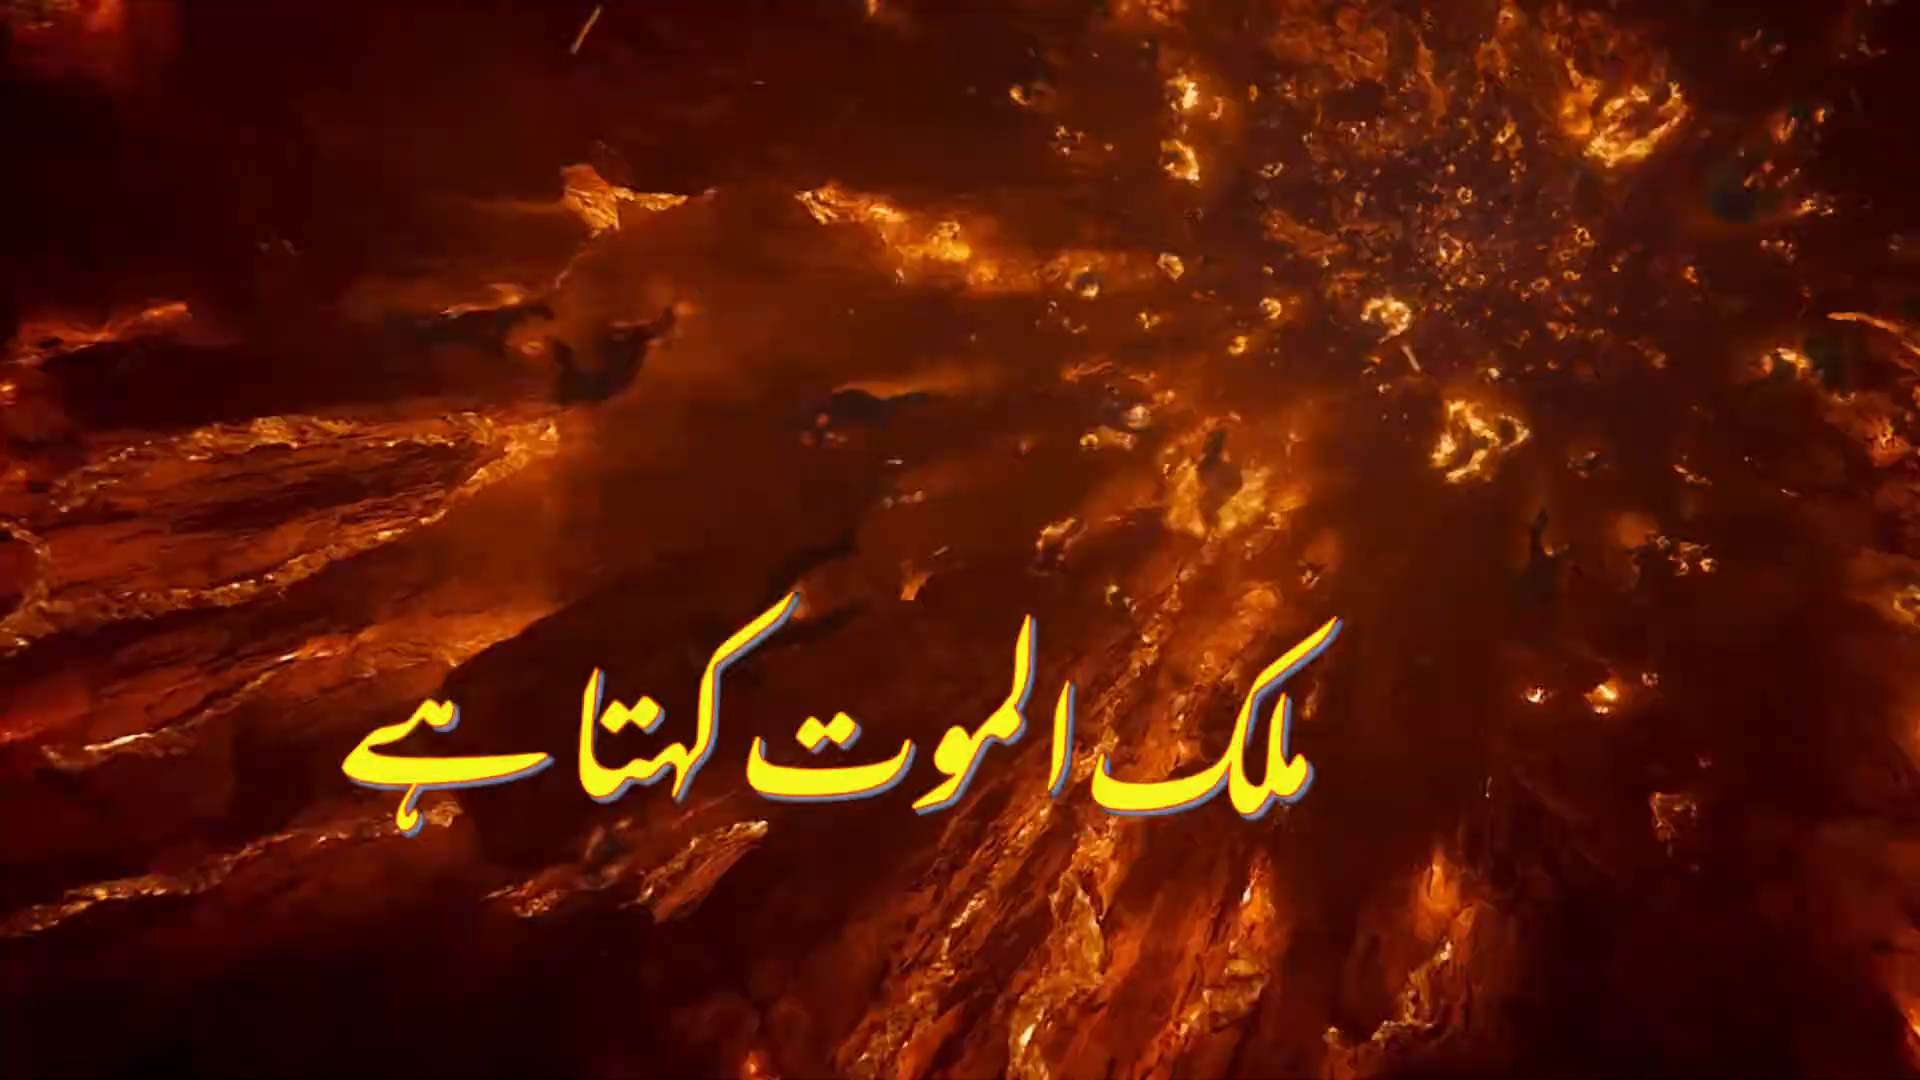 ملک الموت کہتا ہے